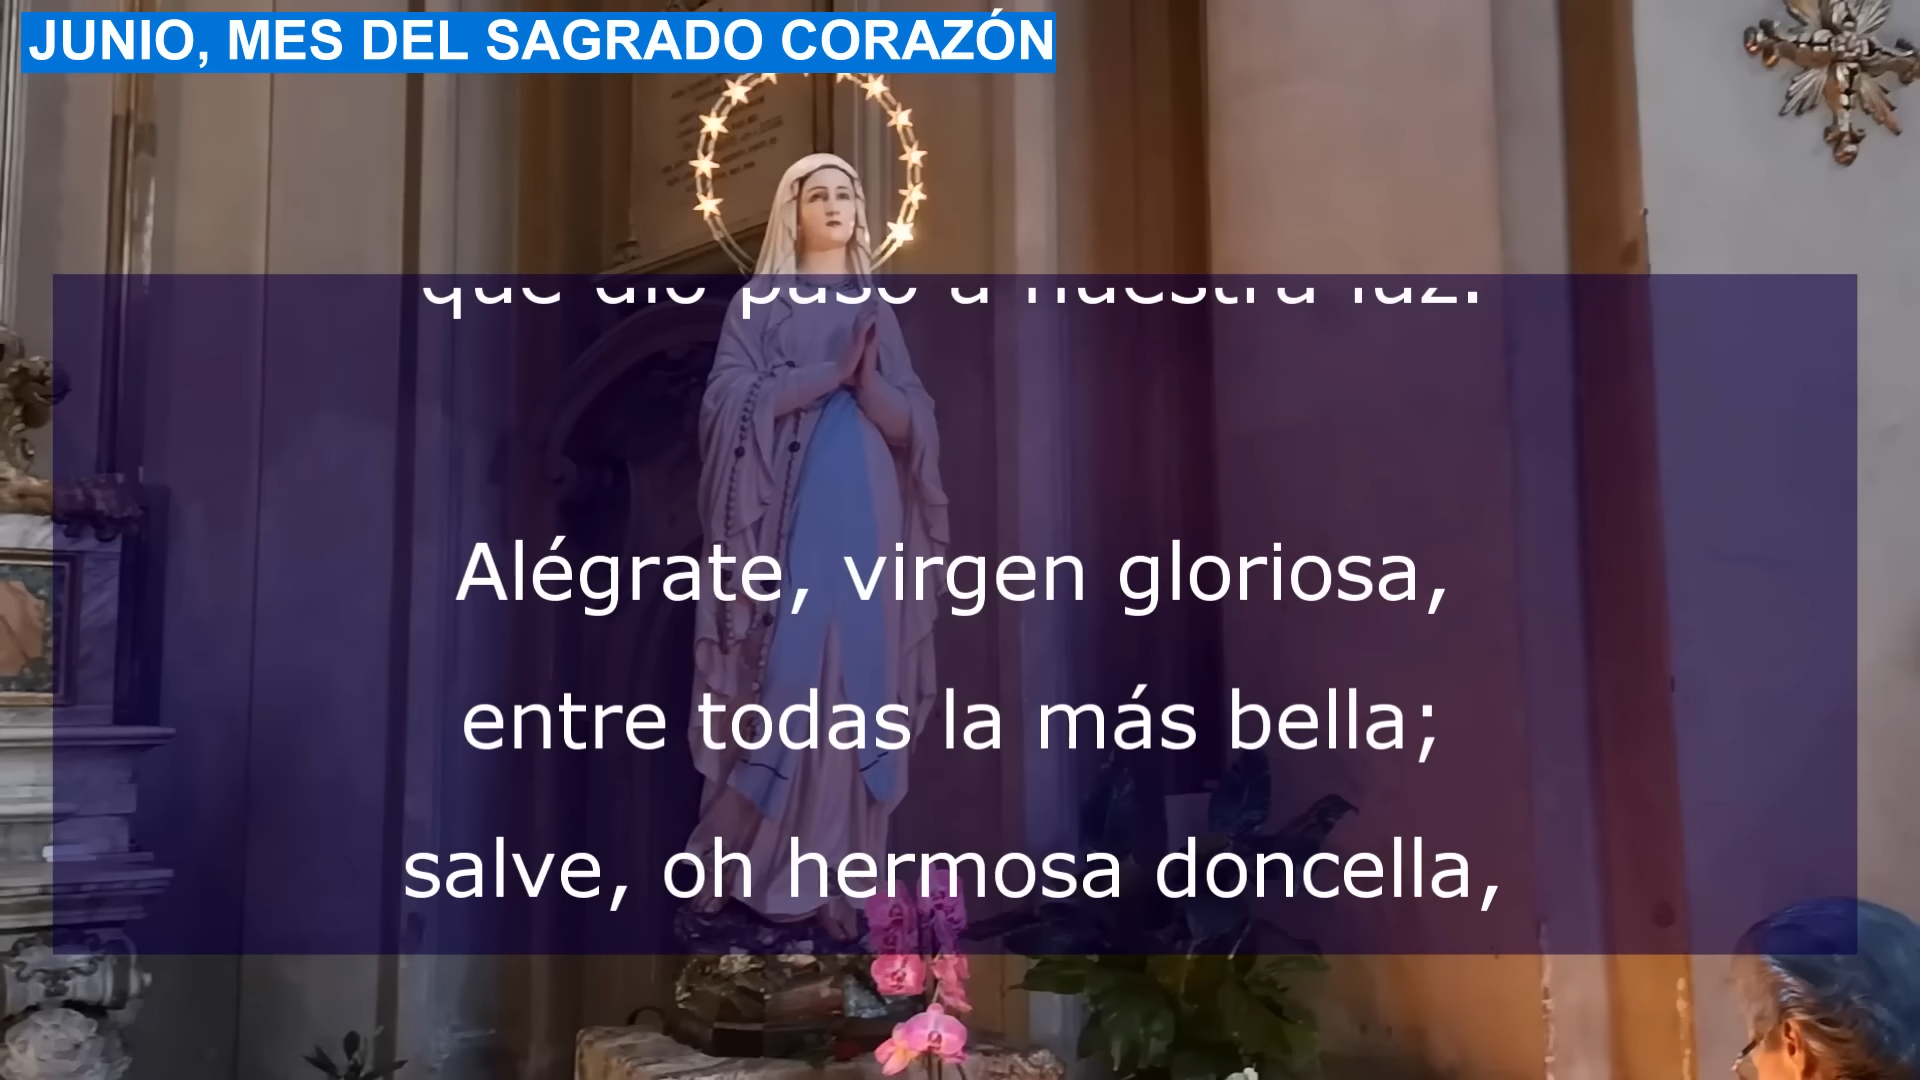 JUNIO, MES DEL SAGRADO CORAZÓN
que dio paso a nuestra luz.
Alégrate, virgen gloriosa,
entre todas la más bella;
salve, oh hermosa doncella,